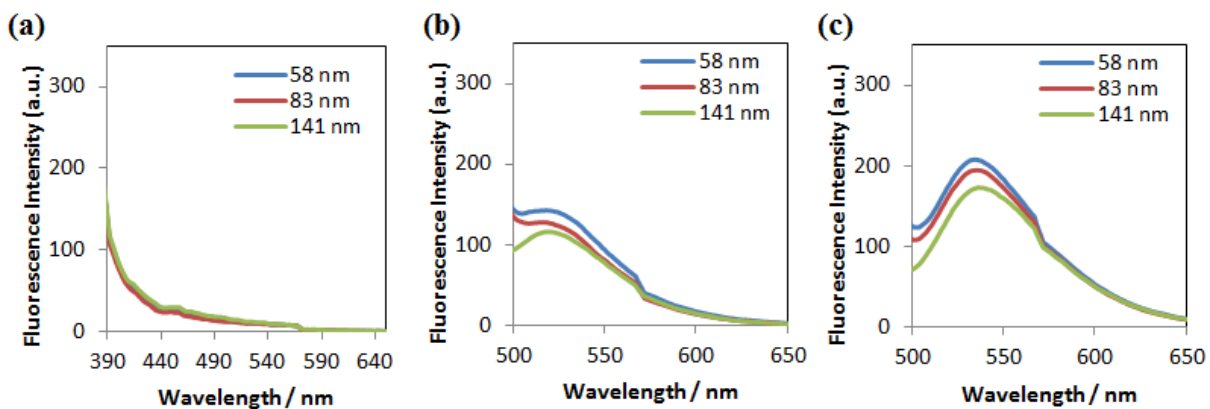 (a)
Fluorescence Intensity (a.u.)
300
200
100
0
58 nm
83 nm
141 nm
390 440 490 540 590 640
Wavelength / nm
(b)
Fluorescence Intensity (a.u.)
300
200
100
0
58 nm
83 nm
141 nm
500 550 600 650
Wavelength / nm
(c)
Fluorescence Intensity (a.u.)
300
200
100
0
58 nm
83 nm
141 nm
500 550 600 650
Wavelength / nm